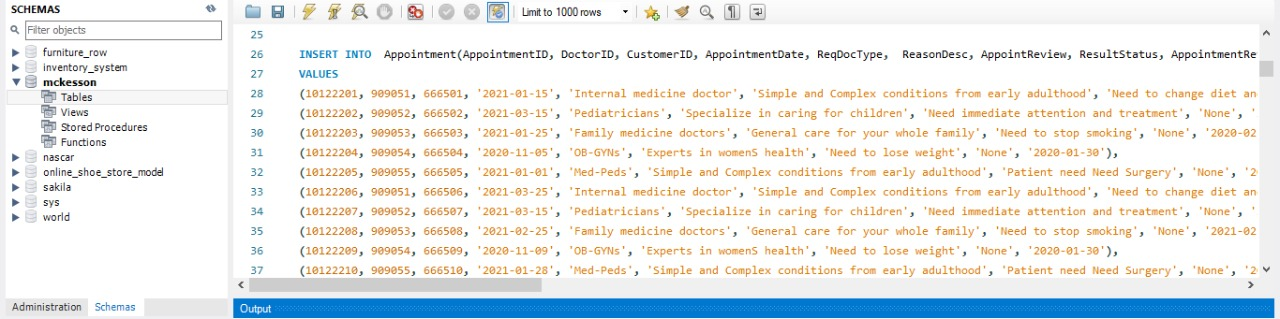 SCHEMAS
Filter objects
furniture_row
inventory_system
mckesson
Tables
Views
Stored Procedures
Functions
nascar
online_shoe_store_model
sakila
sys
world
Administration Schemas
Limit to 1000 rows
25
26 INSERT INTO Appointment(AppointmentID, DoctorID, CustomerID, AppointmentDate, ReqDocType, ReasonDesc, AppointReview, ResultStatus, AppointmentRe
27 VALUES
28 (10122201, 909051, 666501, '2021-01-15', 'Internal medicine doctor', 'Simple and Complex conditions from early adulthood', 'Need to change diet an
29 (10122202, 909052, 666502, '2021-03-15', 'Pediatricians', 'Specialize in caring for children', 'Need immediate attention and treatment', 'None', '
30 (10122203, 909053, 666503, '2021-01-25', 'Family medicine doctors', 'General care for your whole family', 'Need to stop smoking', 'None', '2020-02
31 (10122204, 909054, 666504, '2020-11-05', 'OB-GYNs', 'Experts in womenS health', 'Need to lose weight', 'None', '2020-01-30'),
32 (10122205, 909055, 666505, '2021-01-01', 'Med-Peds', 'Simple and Complex conditions from early adulthood', 'Patient need Need Surgery', 'None', '2
33 (10122206, 909051, 666506, '2021-03-25', 'Internal medicine doctor', 'Simple and Complex conditions from early adulthood', 'Need to change diet an
34 (10122207, 909052, 666507, '2021-03-15', 'Pediatricians', 'Specialize in caring for children', 'Need immediate attention and treatment', 'None', '
35 (10122208, 909053, 666508, '2021-02-25', 'Family medicine doctors', 'General care for your whole family', 'Need to stop smoking', 'None', '2021-02
36 (10122209, 909054, 666509, '2020-11-09', 'OB-GYNs', 'Experts in womenS health', 'Need to lose weight', 'None', '2020-01-30'),
37 (10122210, 909055, 666510, '2021-01-28', 'Med-Peds', 'Simple and Complex conditions from early adulthood', 'Patient need Need Surgery', 'None', '2
Output